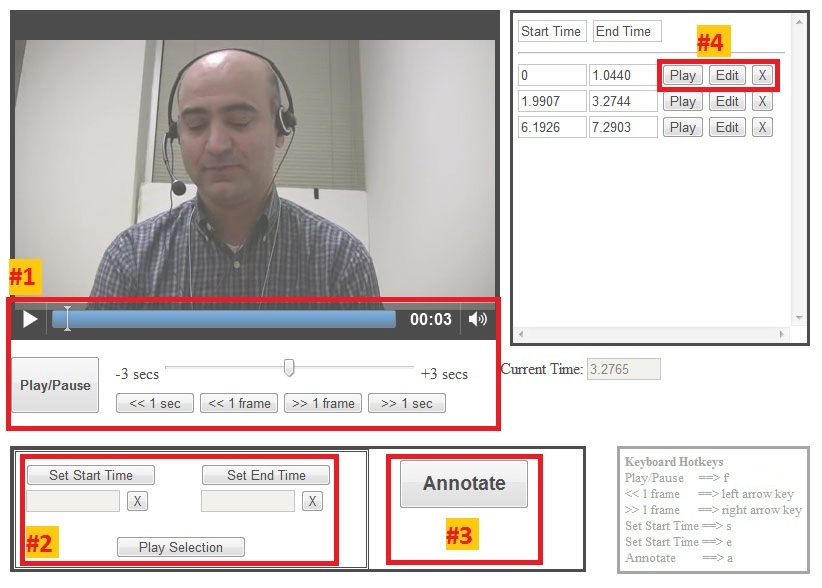 Start Time End Time
#4
0 1.0440 Play Edit X
1.9907 3.2744 Play Edit X
6.1926 7.2903 Play Edit X
#1
00:03
Play/Pause
-3 secs +3 secs
<< 1 sec << 1 frame >> 1 frame >> 1 sec
Current Time: 3.2765
Set Start Time Set End Time
X X
#2
Play Selection
Annotate
#3
Keyboard Hotkeys
Play/Pause ==> f
<< 1 frame ==> left arrow key
>> 1 frame ==> right arrow key
Set Start Time ==> s
Set Start Time ==> e
Annotate ==> a